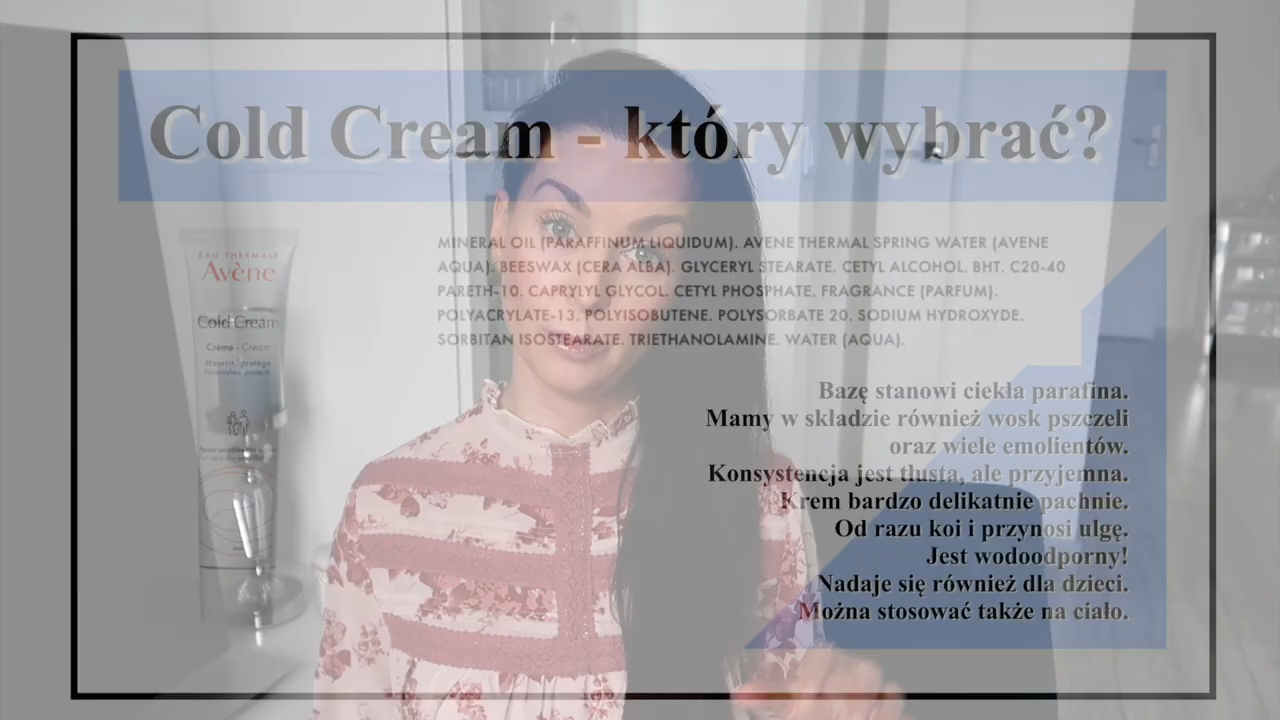 Cold Cream - który wybrać?
EAU THERMALE
Avène
Cold Cream
Crème - Cream
Nourrit, protège
MINERAL OIL (PARAFFINUM LIQUIDUM). AVENE THERMAL SPRING WATER (AVENE
AQUA). BEESWAX (CERA ALBA). GLYCERYL STEARATE. CETYL ALCOHOL. BHT. C20-40
PARETH-10. CAPRYLYL GLYCOL. CETYL PHOSPHATE. FRAGRANCE (PARFUM).
POLYACRYLATE-13. POLYISOBUTENE. POLYSORBATE 20. SODIUM HYDROXYDE.
SORBITAN ISOSTEARATE. TRIETHANOLAMINE. WATER (AQUA).
Bazę stanowi ciekła parafina.
Mamy w składzie również wosk pszczeli
oraz wiele emolientów.
Konsystencja jest tłusta, ale przyjemna.
Krem bardzo delikatnie pachnie.
Od razu koi i przynosi ulgę.
Jest wodoodporny!
Nadaje się również dla dzieci.
Można stosować także na ciało.